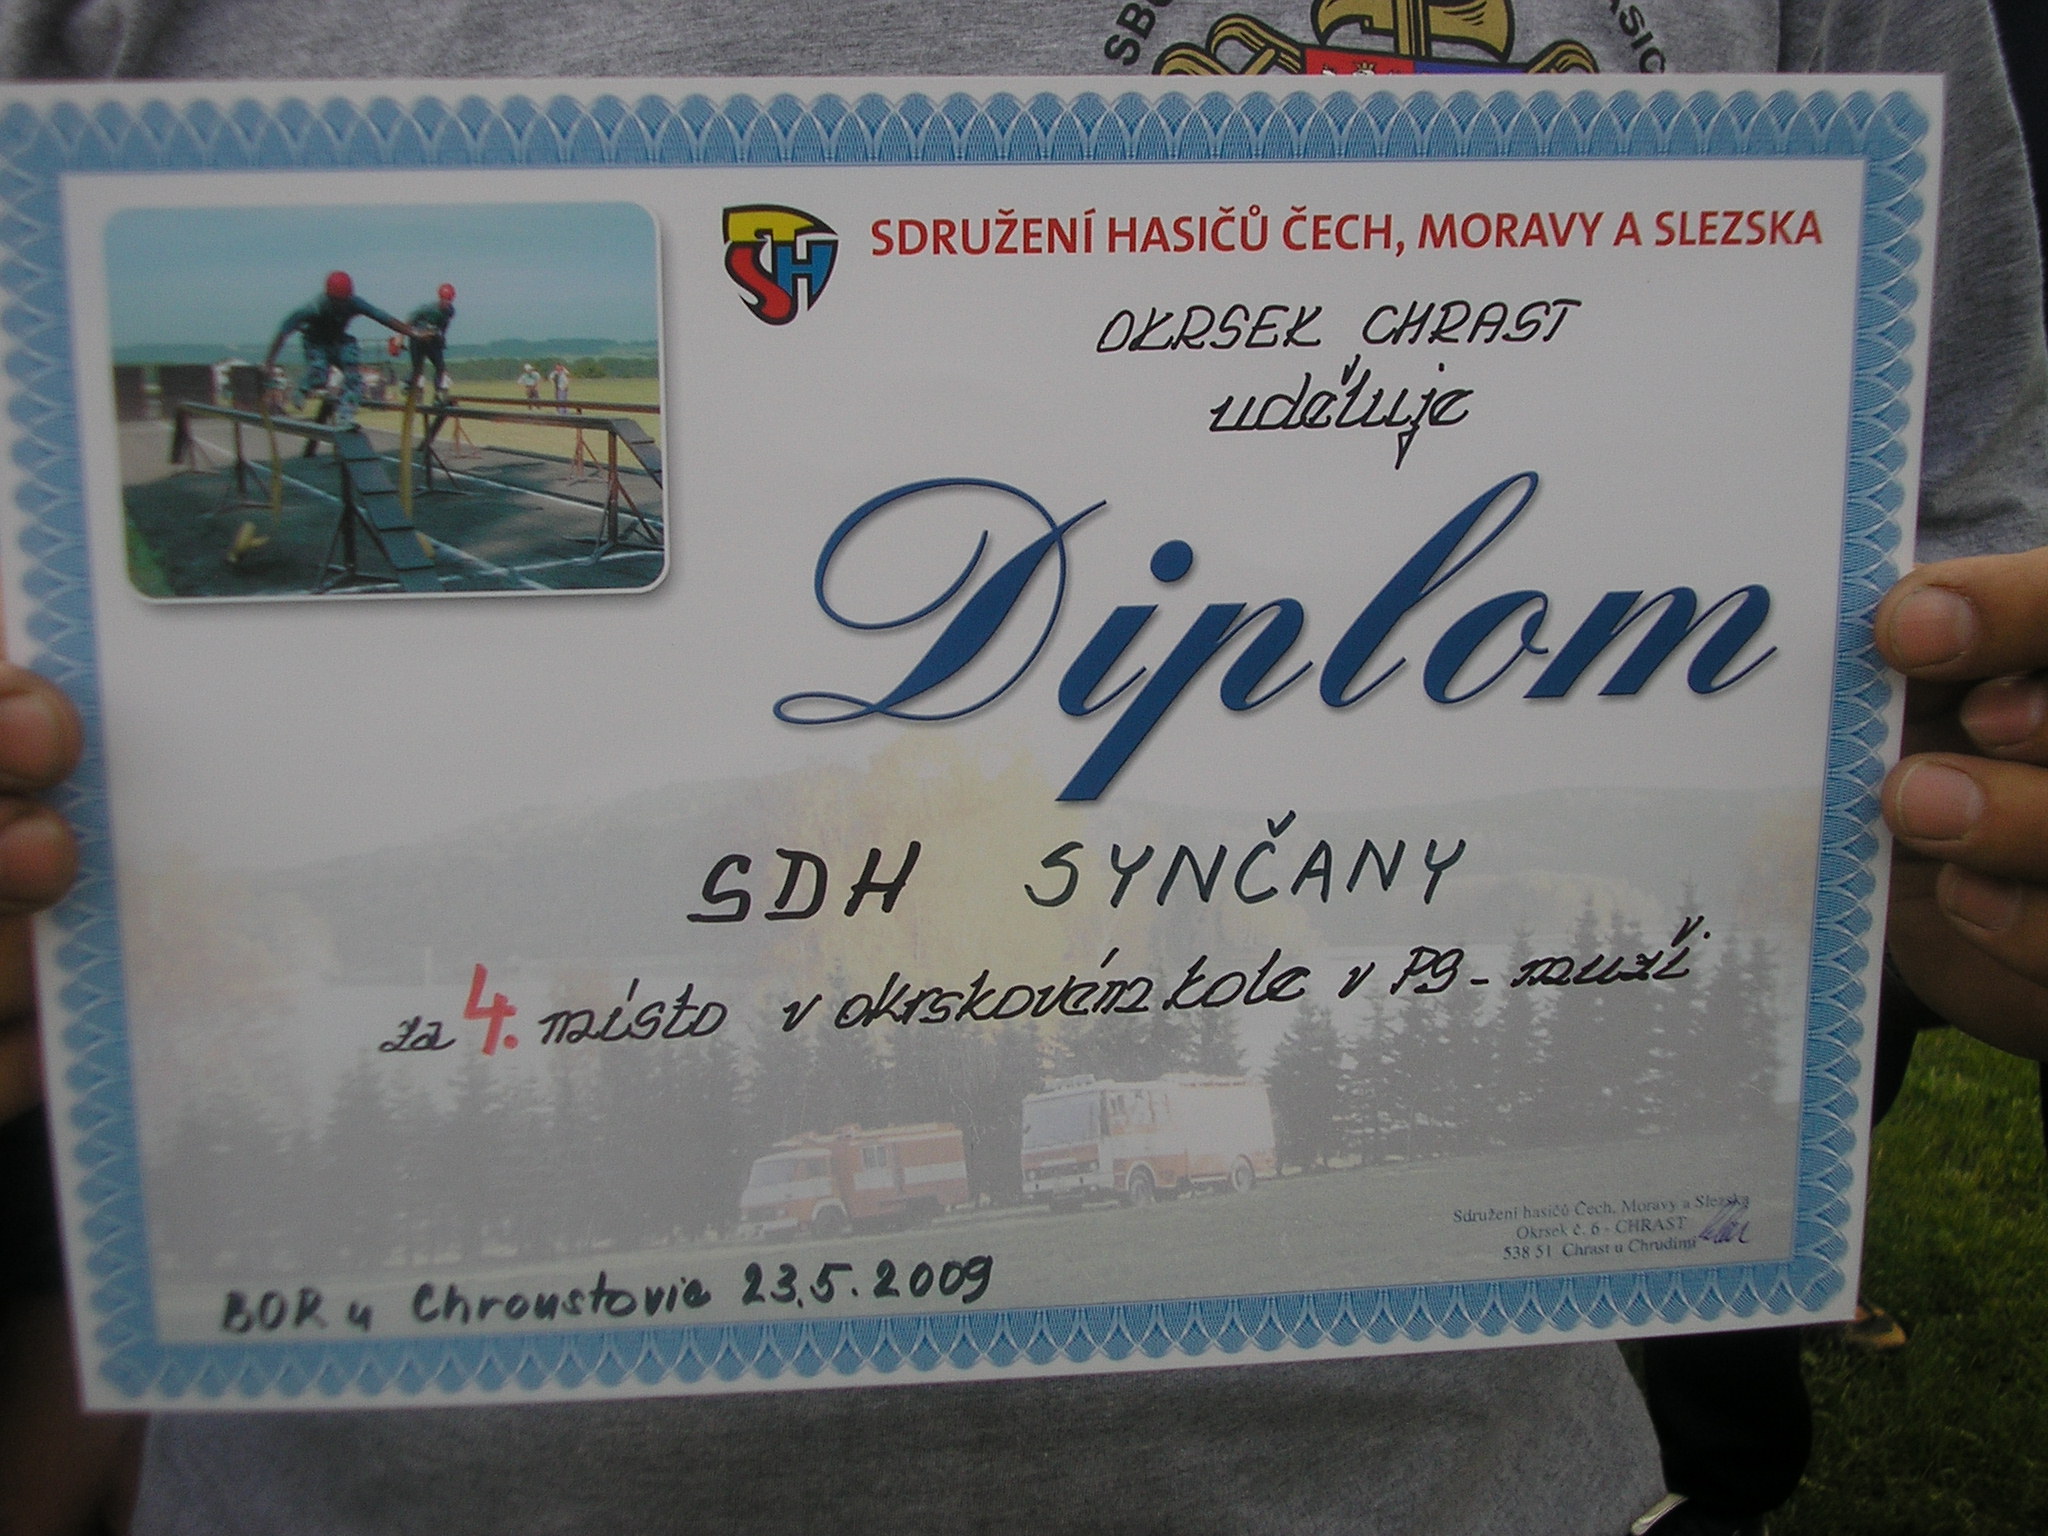 SDRUŽENÍ HASIČŮ ČECH, MORAVY A SLEZSKA
OKRSEK CHRAST
uděluje
Diplom
SDH SYNČANY
za 4. místo v okrskovém kole v PS - muži.
BOR u Chroustovic 23.5.2009
Sdružení hasičů Čech, Moravy a Slezska
Okrsek č. 6 - CHRAST
538 51 Chrast u Chrudimi